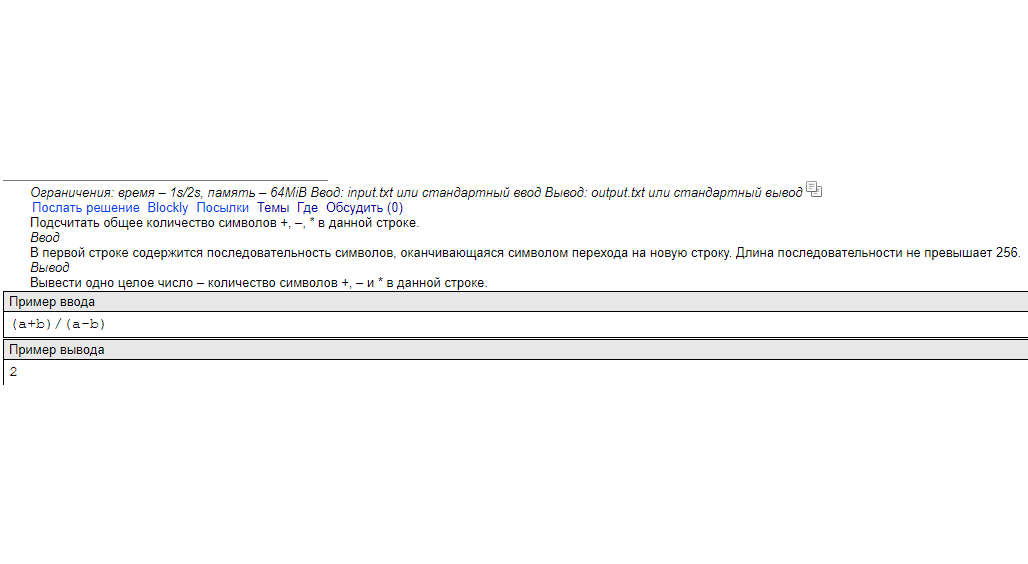 Ограничения: время – 1s/2s, память – 64MiB Ввод: input.txt или стандартный ввод Вывод: output.txt или стандартный вывод
Послать решение Blockly Посылки Темы Где Обсудить (0)
Подсчитать общее количество символов +, –, * в данной строке.
Ввод
В первой строке содержится последовательность символов, оканчивающаяся символом перехода на новую строку. Длина последовательности не превышает 256.
Вывод
Вывести одно целое число – количество символов +, – и * в данной строке.
Пример ввода
(a+b)/(a-b)
Пример вывода
2